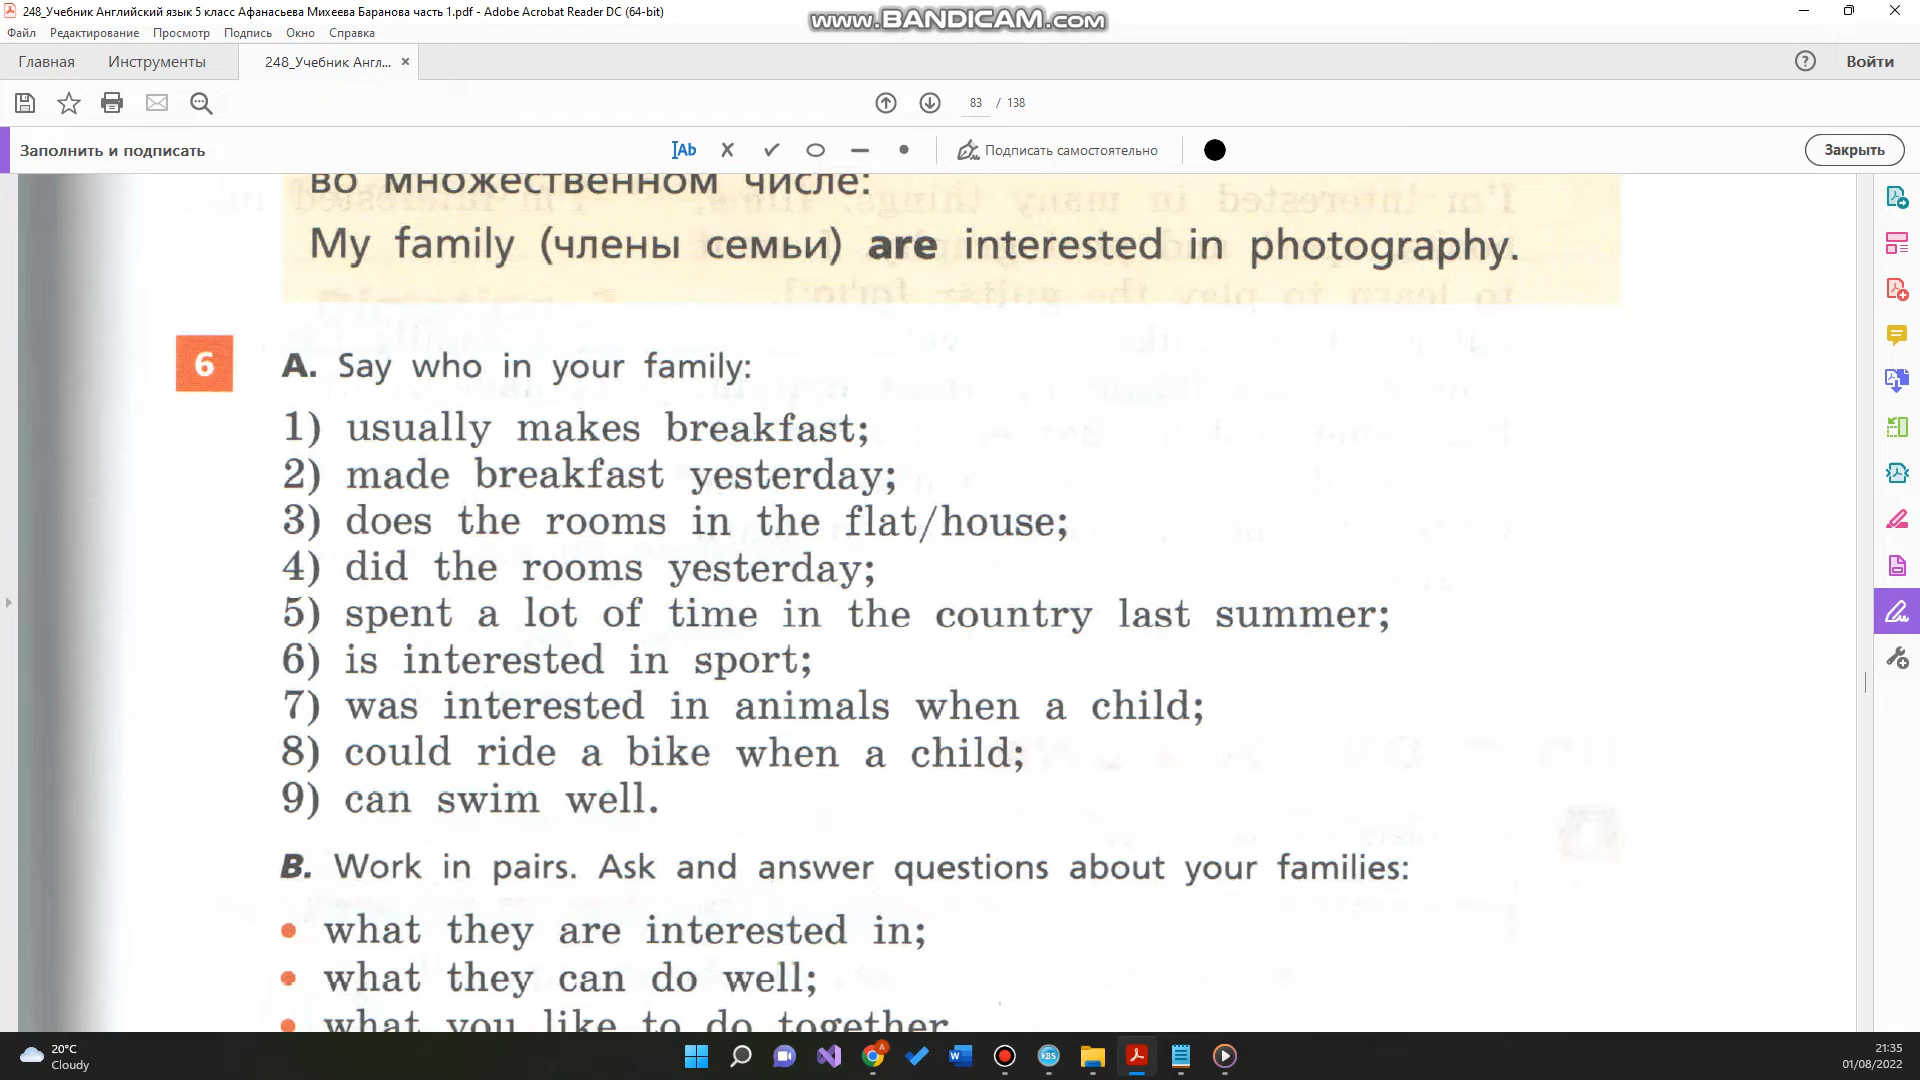 248_Учебник Английский язык 5 класс Афанасьева Михеева Баранова часть 1.pdf - Adobe Acrobat Reader DC (64-bit)
www.BANDICAM.com
Файл Редактирование Просмотр Подпись Окно Справка
Главная Инструменты 248_Учебник Англ... × Войти
83 / 138
Заполнить и подписать
Ab
Подписать самостоятельно
Закрыть
во множественном числе:
My family (члены семьи) are interested in photography.
6 A. Say who in your family:
1) usually makes breakfast;
2) made breakfast yesterday;
3) does the rooms in the flat/house;
4) did the rooms yesterday;
5) spent a lot of time in the country last summer;
6) is interested in sport;
7) was interested in animals when a child;
8) could ride a bike when a child;
9) can swim well.
B. Work in pairs. Ask and answer questions about your families:
• what they are interested in;
• what they can do well;
• what you like to do together
20°C
Cloudy
21:35
01/08/2022